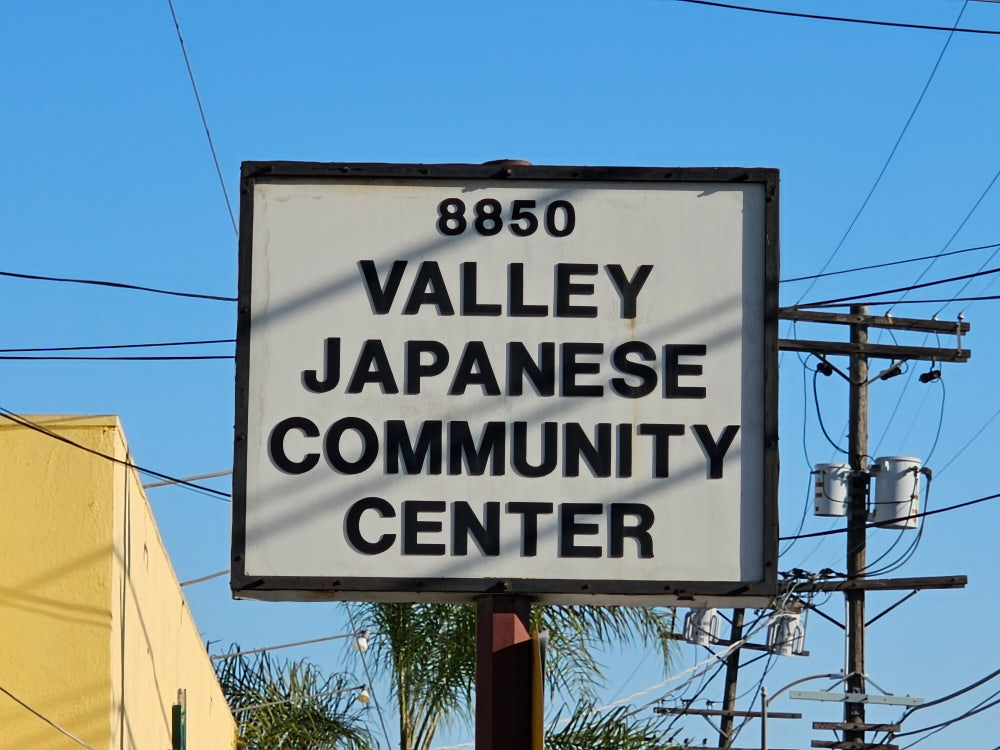 8850
VALLEY
JAPANESE
COMMUNITY
CENTER